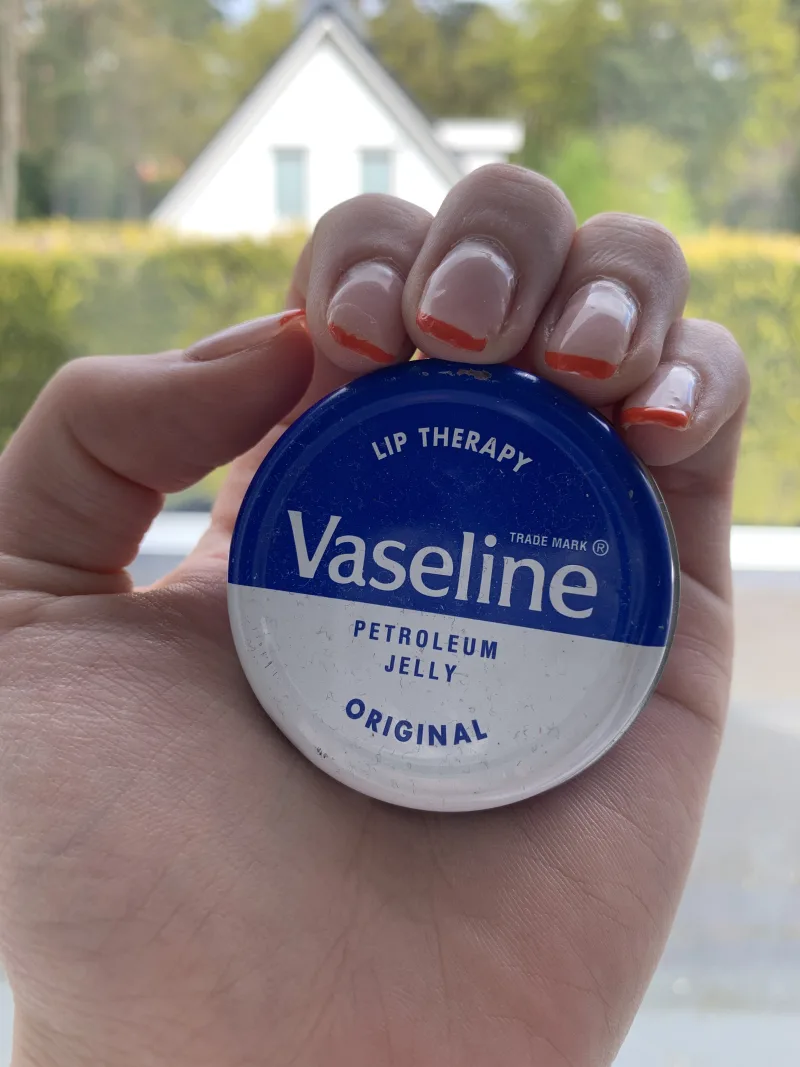 LIP THERAPY
Vaseline
TRADE MARK ®
PETROLEUM
JELLY
ORIGINAL